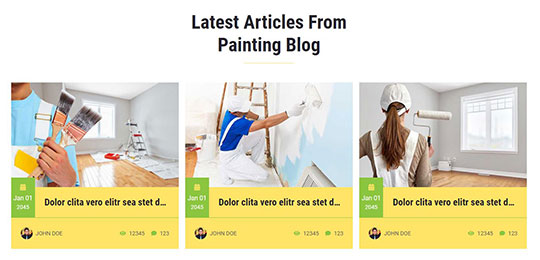 Latest Articles From
Painting Blog
Jan 01
2045
Dolor clita vero elitr sea stet d...
JOHN DOE
12345
123
Jan 01
2045
Dolor clita vero elitr sea stet d...
JOHN DOE
12345
123
Jan 01
2045
Dolor clita vero elitr sea stet d...
JOHN DOE
12345
123